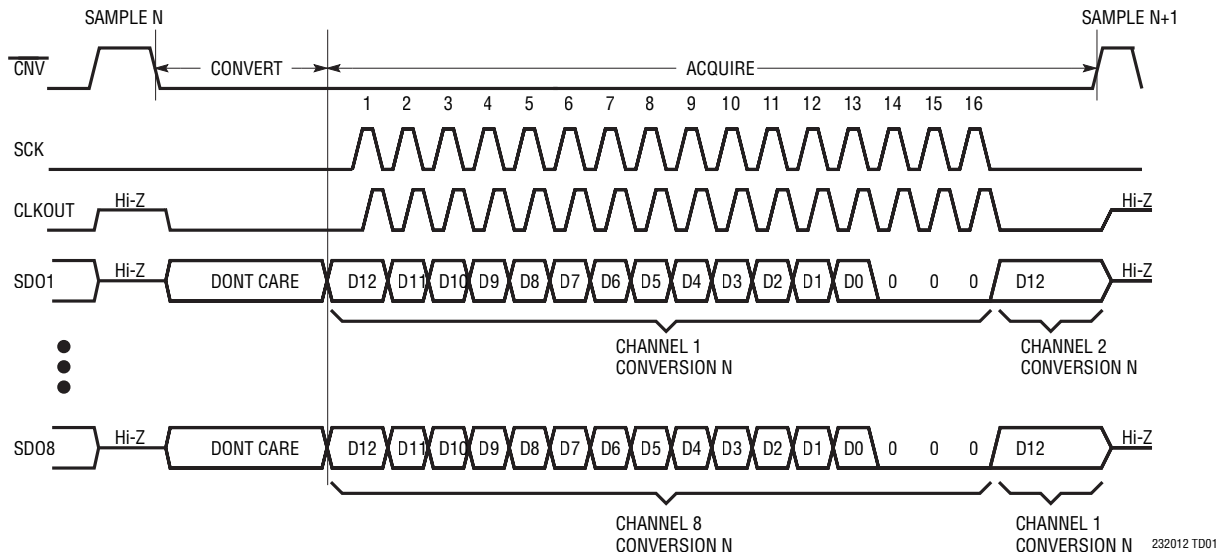 SAMPLE N
SAMPLE N+1
CNV
CONVERT
ACQUIRE
1 2 3 4 5 6 7 8 9 10 11 12 13 14 15 16
SCK
CLKOUT
Hi-Z
Hi-Z
SDO1
Hi-Z
DONT CARE
D12 D11 D10 D9 D8 D7 D6 D5 D4 D3 D2 D1 D0 0 0 0
D12
Hi-Z
CHANNEL 1
CONVERSION N
CHANNEL 2
CONVERSION N
SDO8
Hi-Z
DONT CARE
D12 D11 D10 D9 D8 D7 D6 D5 D4 D3 D2 D1 D0 0 0 0
D12
Hi-Z
CHANNEL 8
CONVERSION N
CHANNEL 1
CONVERSION N
232012 TD01